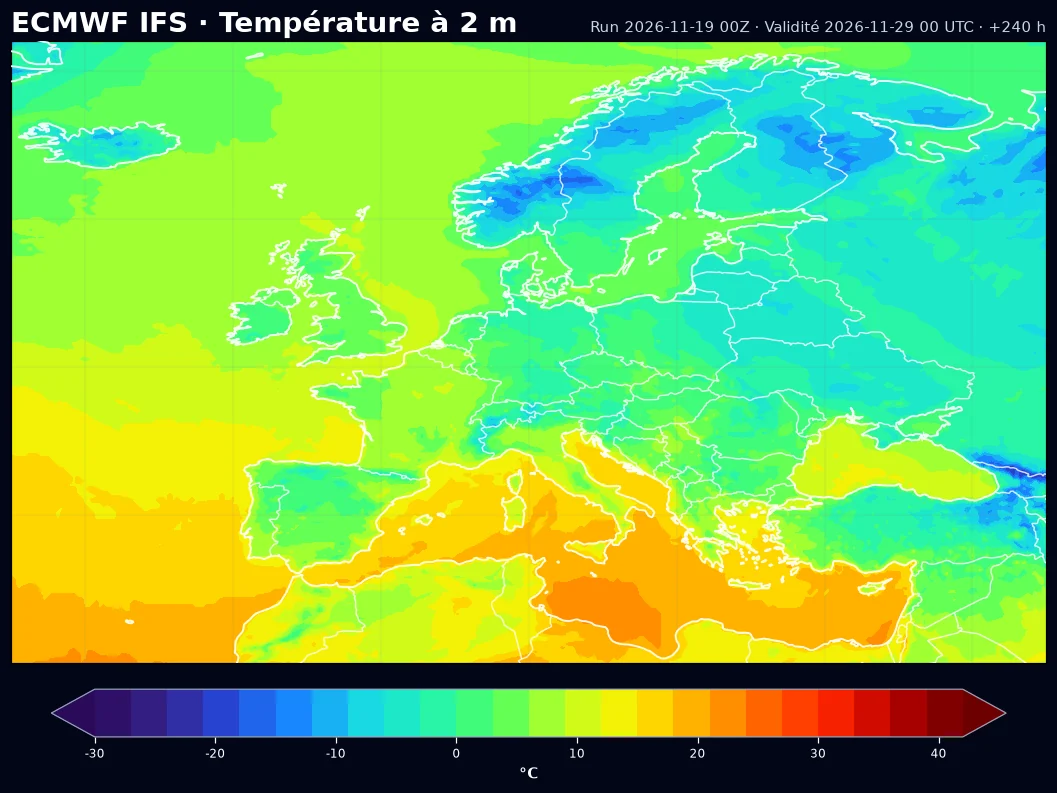 ECMWF IFS · Température à 2 m
Run 2026-11-19 00Z · Validité 2026-11-29 00 UTC · +240 h
-30 -20 -10 0 10 20 30 40
°C